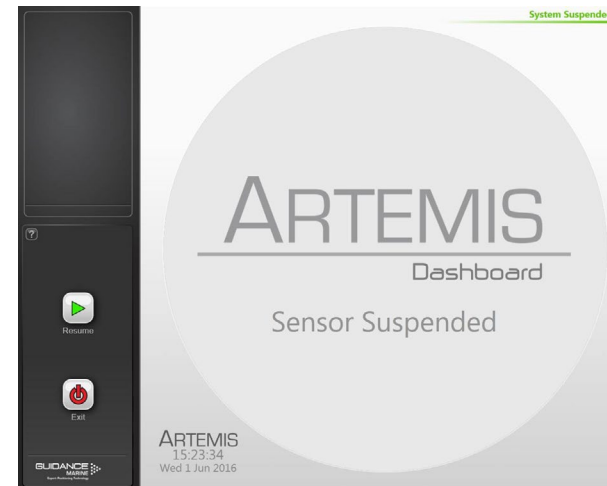 System Suspende
ARTEMIS
Dashboard
Sensor Suspended
?
Resume
Exit
ARTEMIS
15:23:34
Wed 1 Jun 2016
GUIDANCE
MARINE